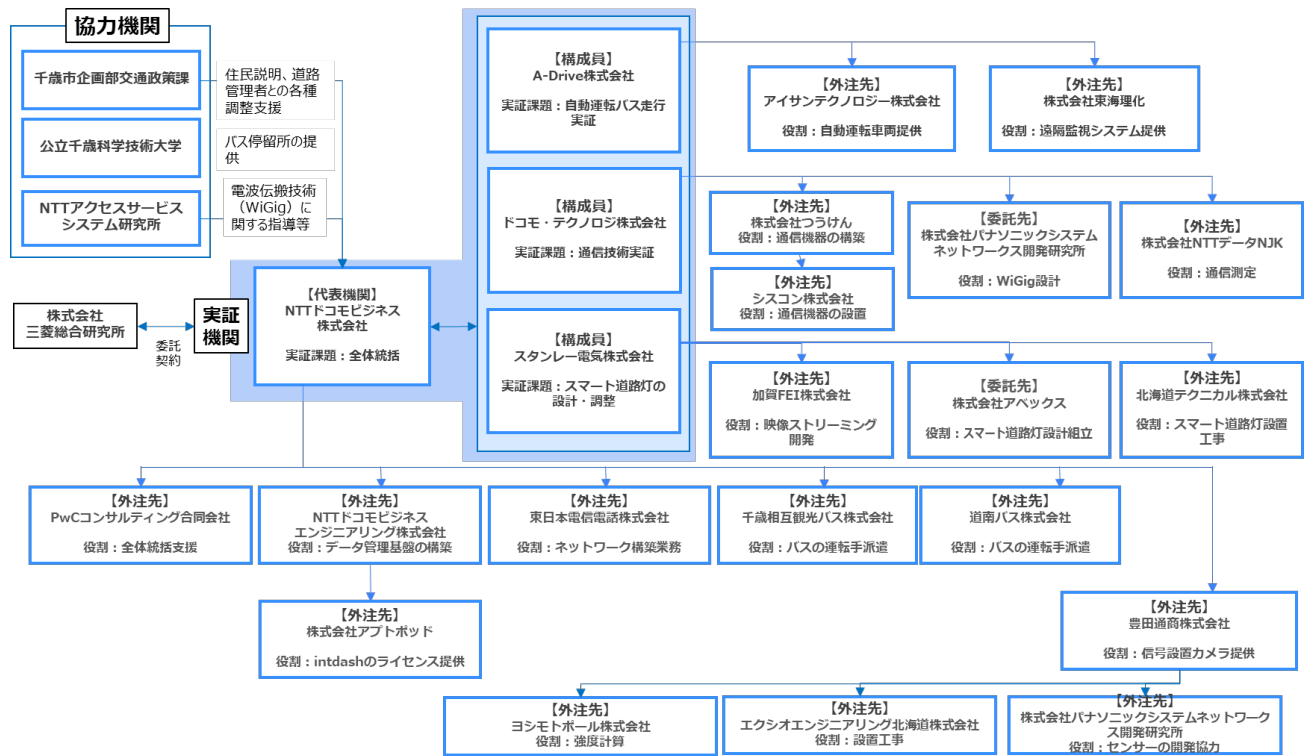 協力機関
千歳市企画部交通政策課
住民説明、道路
管理者との各種
調整支援
公立千歳科学技術大学
バス停留所の提
供
NTTアクセスサービス
システム研究所
電波伝搬技術
（WiGig）に
関する指導等
株式会社
三菱総合研究所
委託
契約
実証
機関
【代表機関】
NTTドコモビジネス
株式会社
実証課題：全体統括
【構成員】
A-Drive株式会社
実証課題：自動運転バス走行
実証
【構成員】
ドコモ・テクノロジ株式会社
実証課題：通信技術実証
【構成員】
スタンレー電気株式会社
実証課題：スマート道路灯の
設計・調整
【外注先】
アイサンテクノロジー株式会社
役割：自動運転車両提供
【外注先】
株式会社東海理化
役割：遠隔監視システム提供
【外注先】
株式会社つうけん
役割：通信機器の構築
【外注先】
シスコン株式会社
役割：通信機器の設置
【委託先】
株式会社パナソニックシステム
ネットワークス開発研究所
役割：WiGig設計
【外注先】
株式会社NTTデータNJK
役割：通信測定
【外注先】
加賀FEI株式会社
役割：映像ストリーミング
開発
【委託先】
株式会社アベックス
役割：スマート道路灯設計組立
【外注先】
北海道テクニカル株式会社
役割：スマート道路灯設置
工事
【外注先】
PwCコンサルティング合同会社
役割：全体統括支援
【外注先】
NTTドコモビジネス
エンジニアリング株式会社
役割：データ管理基盤の構築
【外注先】
東日本電信電話株式会社
役割：ネットワーク構築業務
【外注先】
千歳相互観光バス株式会社
役割：バスの運転手派遣
【外注先】
道南バス株式会社
役割：バスの運転手派遣
【外注先】
株式会社アプトポッド
役割：intdashのライセンス提供
【外注先】
豊田通商株式会社
役割：信号設置カメラ提供
【外注先】
ヨシモトポール株式会社
役割：強度計算
【外注先】
エクシオエンジニアリング北海道株式会社
役割：設置工事
【外注先】
株式会社パナソニックシステムネットワーク
ス開発研究所
役割：センサーの開発協力